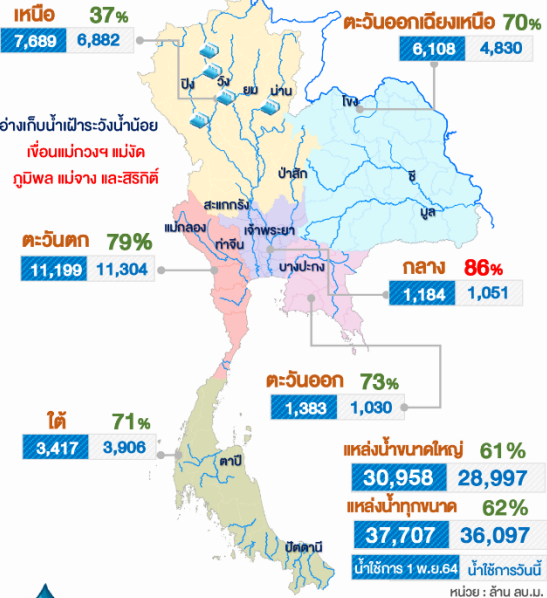 เหนือ 37%
7,689 6,882
ตะวันออกเฉียงเหนือ 70%
6,108 4,830
ปิง
วัง
ยม
น่าน
โขง
อ่างเก็บน้ำเฝ้าระวังน้ำน้อย
เขื่อนแม่กวงฯ แม่งัด
ภูมิพล แม่จาง และสิริกิติ์
ป่าสัก
ชี
มูล
สะแกกรัง
แม่กลอง
ท่าจีน
เจ้าพระยา
บางปะกง
ตะวันตก 79%
11,199 11,304
กลาง 86%
1,184 1,051
ตะวันออก 73%
1,383 1,030
ใต้ 71%
3,417 3,906
ตาปี
ปัตตานี
แหล่งน้ำขนาดใหญ่ 61%
30,958 28,997
แหล่งน้ำทุกขนาด 62%
37,707 36,097
น้ำใช้การ 1 พ.ย.64 น้ำใช้การวันนี้
หน่วย : ล้าน ลบ.ม.